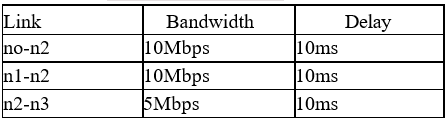 Link Bandwidth Delay
no-n2 10Mbps 10ms
n1-n2 10Mbps 10ms
n2-n3 5Mbps 10ms